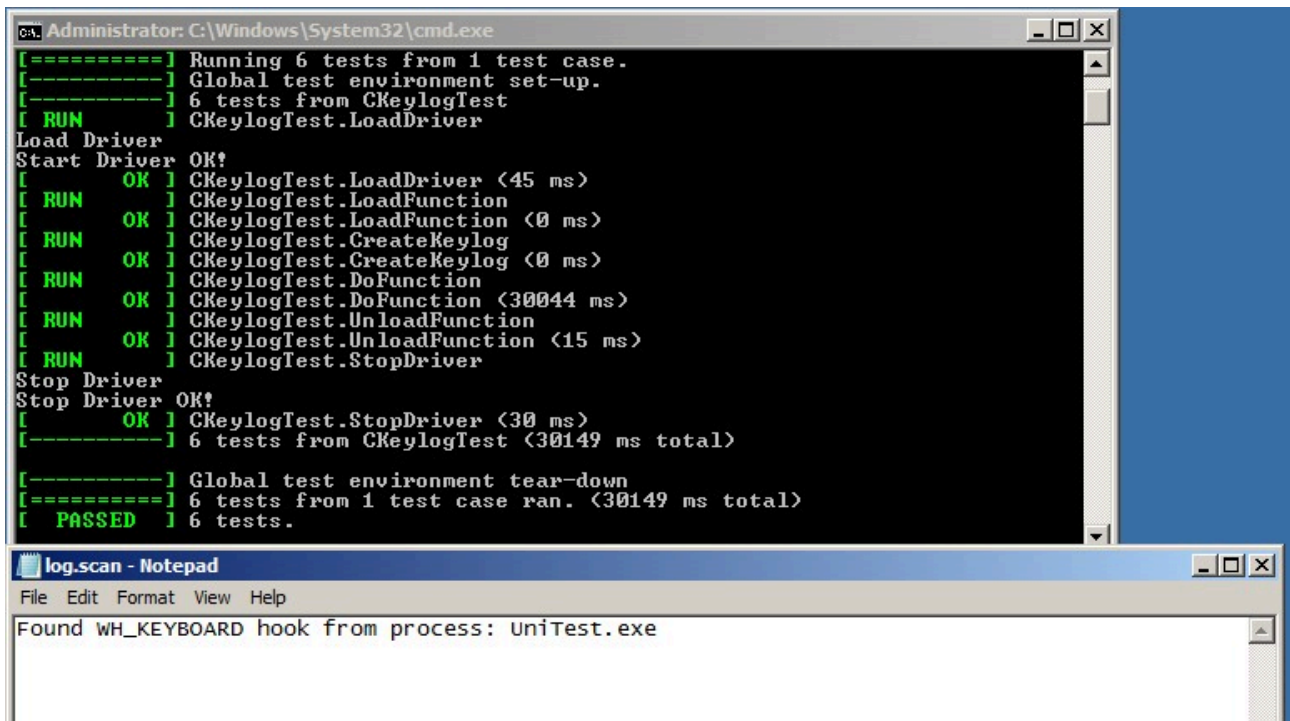 Administrator: C:\Windows\System32\cmd.exe
[==========] Running 6 tests from 1 test case.
[----------] Global test environment set-up.
[----------] 6 tests from CKeylogTest
[ RUN      ] CKeylogTest.LoadDriver
Load Driver
Start Driver OK!
[       OK ] CKeylogTest.LoadDriver (45 ms)
[ RUN      ] CKeylogTest.LoadFunction
[       OK ] CKeylogTest.LoadFunction (0 ms)
[ RUN      ] CKeylogTest.CreateKeylog
[       OK ] CKeylogTest.CreateKeylog (0 ms)
[ RUN      ] CKeylogTest.DoFunction
[       OK ] CKeylogTest.DoFunction (30044 ms)
[ RUN      ] CKeylogTest.UnloadFunction
[       OK ] CKeylogTest.UnloadFunction (15 ms)
[ RUN      ] CKeylogTest.StopDriver
Stop Driver
Stop Driver OK!
[       OK ] CKeylogTest.StopDriver (30 ms)
[----------] 6 tests from CKeylogTest (30149 ms total)
[----------] Global test environment tear-down
[==========] 6 tests from 1 test case ran. (30149 ms total)
[  PASSED  ] 6 tests.
log.scan - Notepad
File Edit Format View Help
Found WH_KEYBOARD hook from process: UniTest.exe